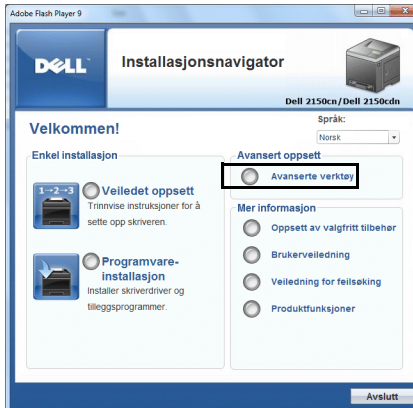 Adobe Flash Player 9
DELL
Installasjonsnavigator
Dell 2150cn/Dell 2150cdn
Velkommen!
Språk:
Norsk
Enkel installasjon
1-2-3
Veiledet oppsett
Trinnvise instruksjoner for å
sette opp skriveren.
Programvare-
installasjon
Installer skriverdriver og
tilleggsprogrammer.
Avansert oppsett
Avanserte verktøy
Mer informasjon
Oppsett av valgfritt tilbehør
Brukerveiledning
Veiledning for feilsøking
Produktfunksjoner
Avslutt